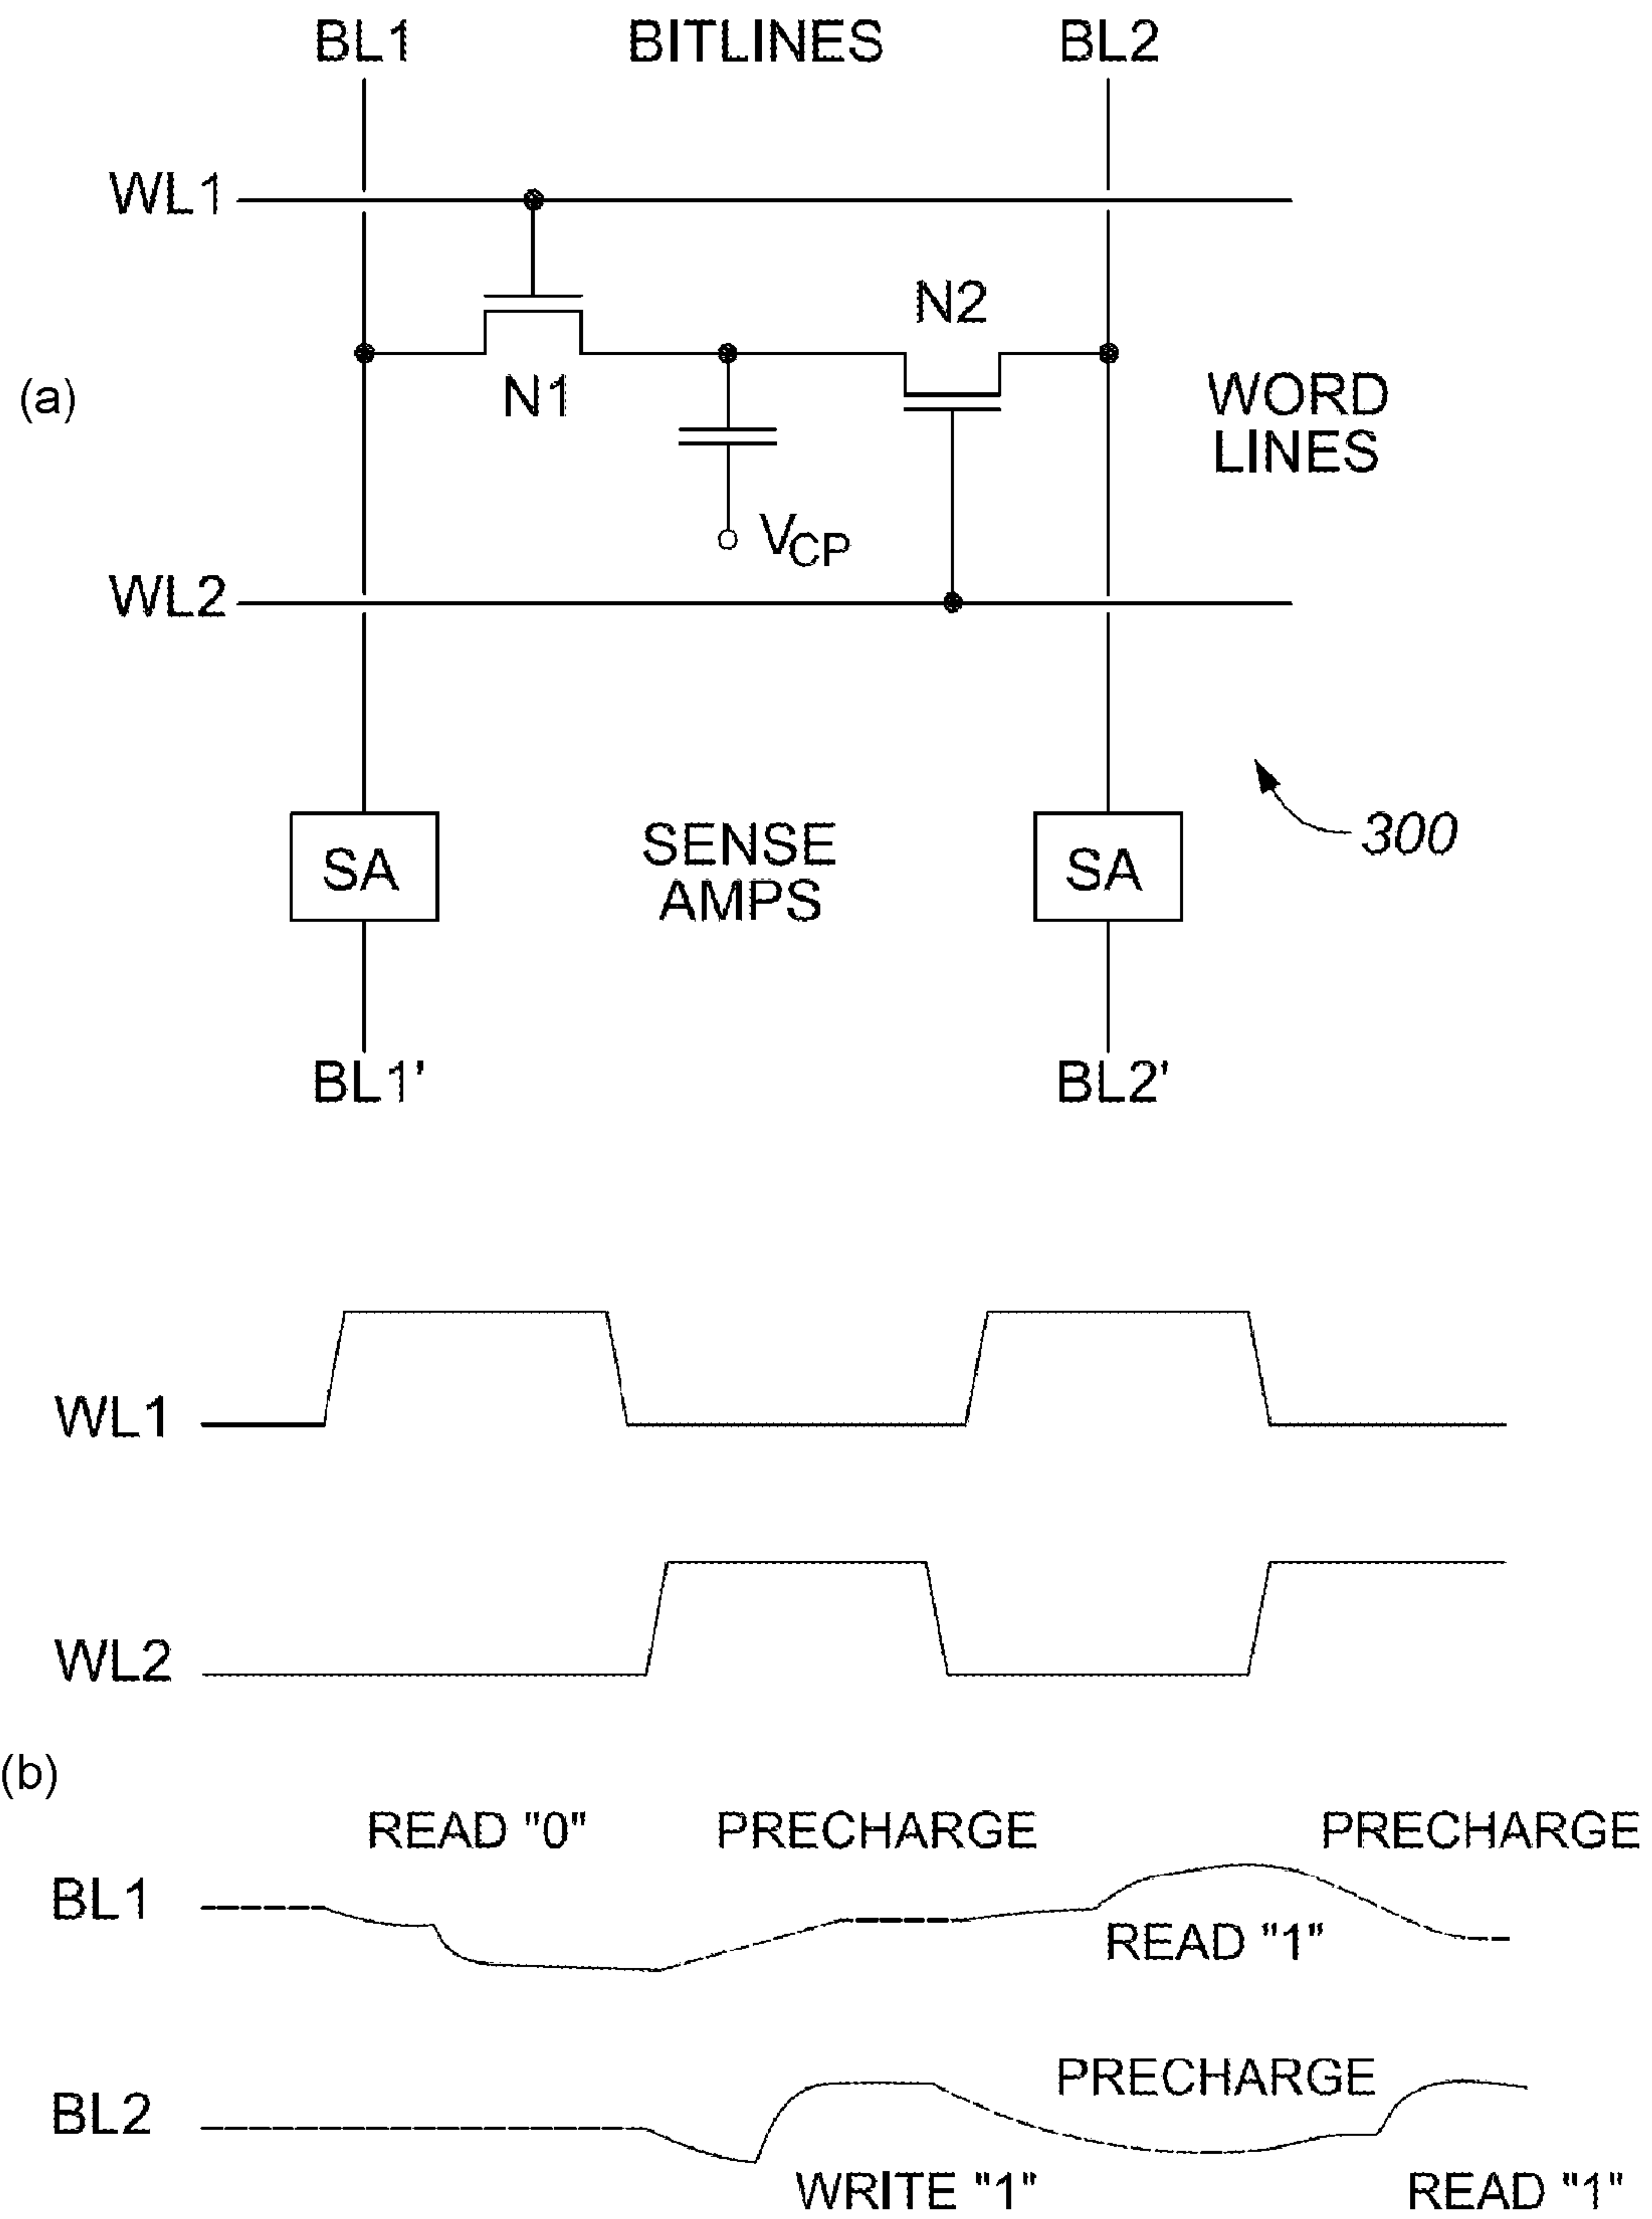 BL1 BITLINES BL2
WL1
N2
(a)
N1
WORD
LINES
VCP
WL2
SA
SENSE
AMPS
SA
300
BL1'
BL2'
WL1
WL2
(b)
READ "0" PRECHARGE PRECHARGE
BL1
READ "1"
PRECHARGE
BL2
WRITE "1" READ "1"